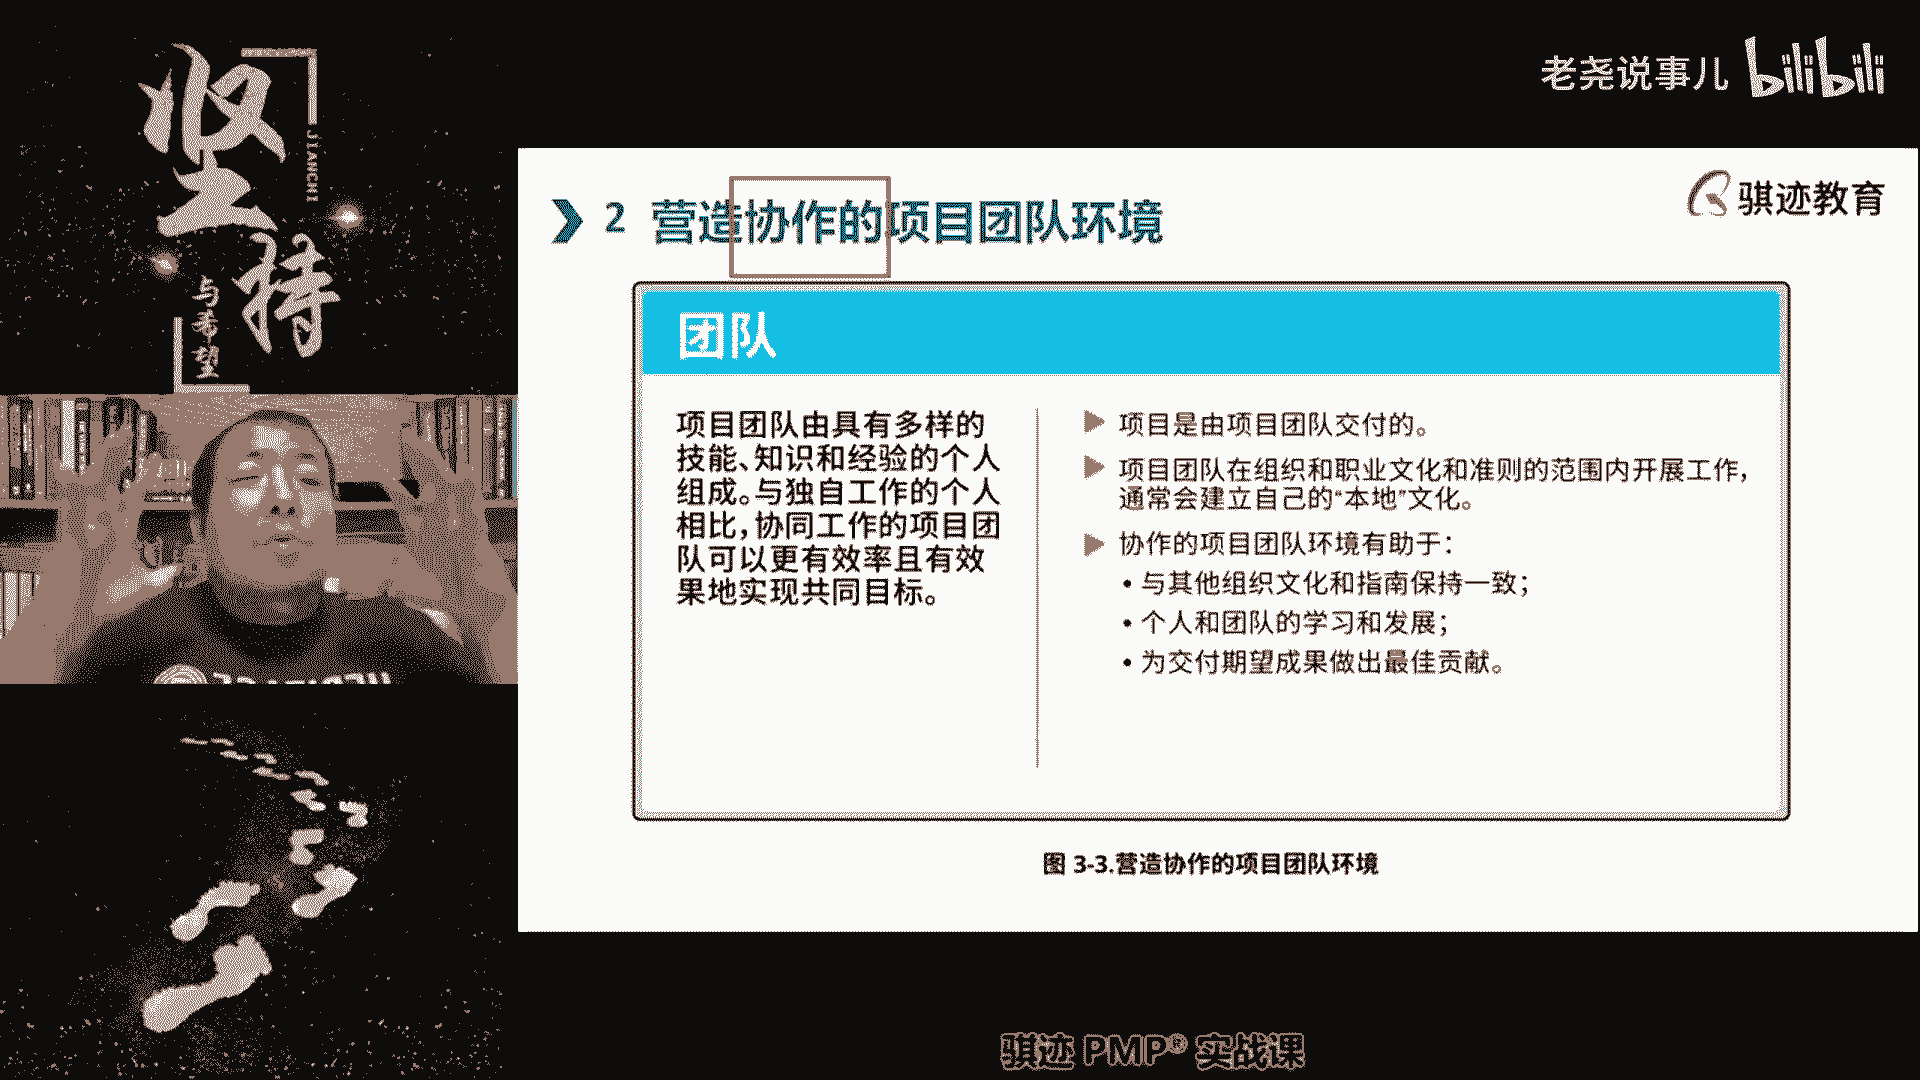 坚持
JIANCHI
与希望
老尧说事儿 bilibili
骐迹教育
2 营造协作的项目团队环境
团队
项目团队由具有多样的
技能、知识和经验的个人
组成。与独自工作的个人
相比，协同工作的项目团
队可以更有效率且有效
果地实现共同目标。
项目是由项目团队交付的。
项目团队在组织和职业文化和准则的范围内开展工作，
通常会建立自己的“本地”文化。
协作的项目团队环境有助于：
• 与其他组织文化和指南保持一致；
• 个人和团队的学习和发展；
• 为交付期望成果做出最佳贡献。
图 3-3.营造协作的项目团队环境
骐迹 PMP® 实战课